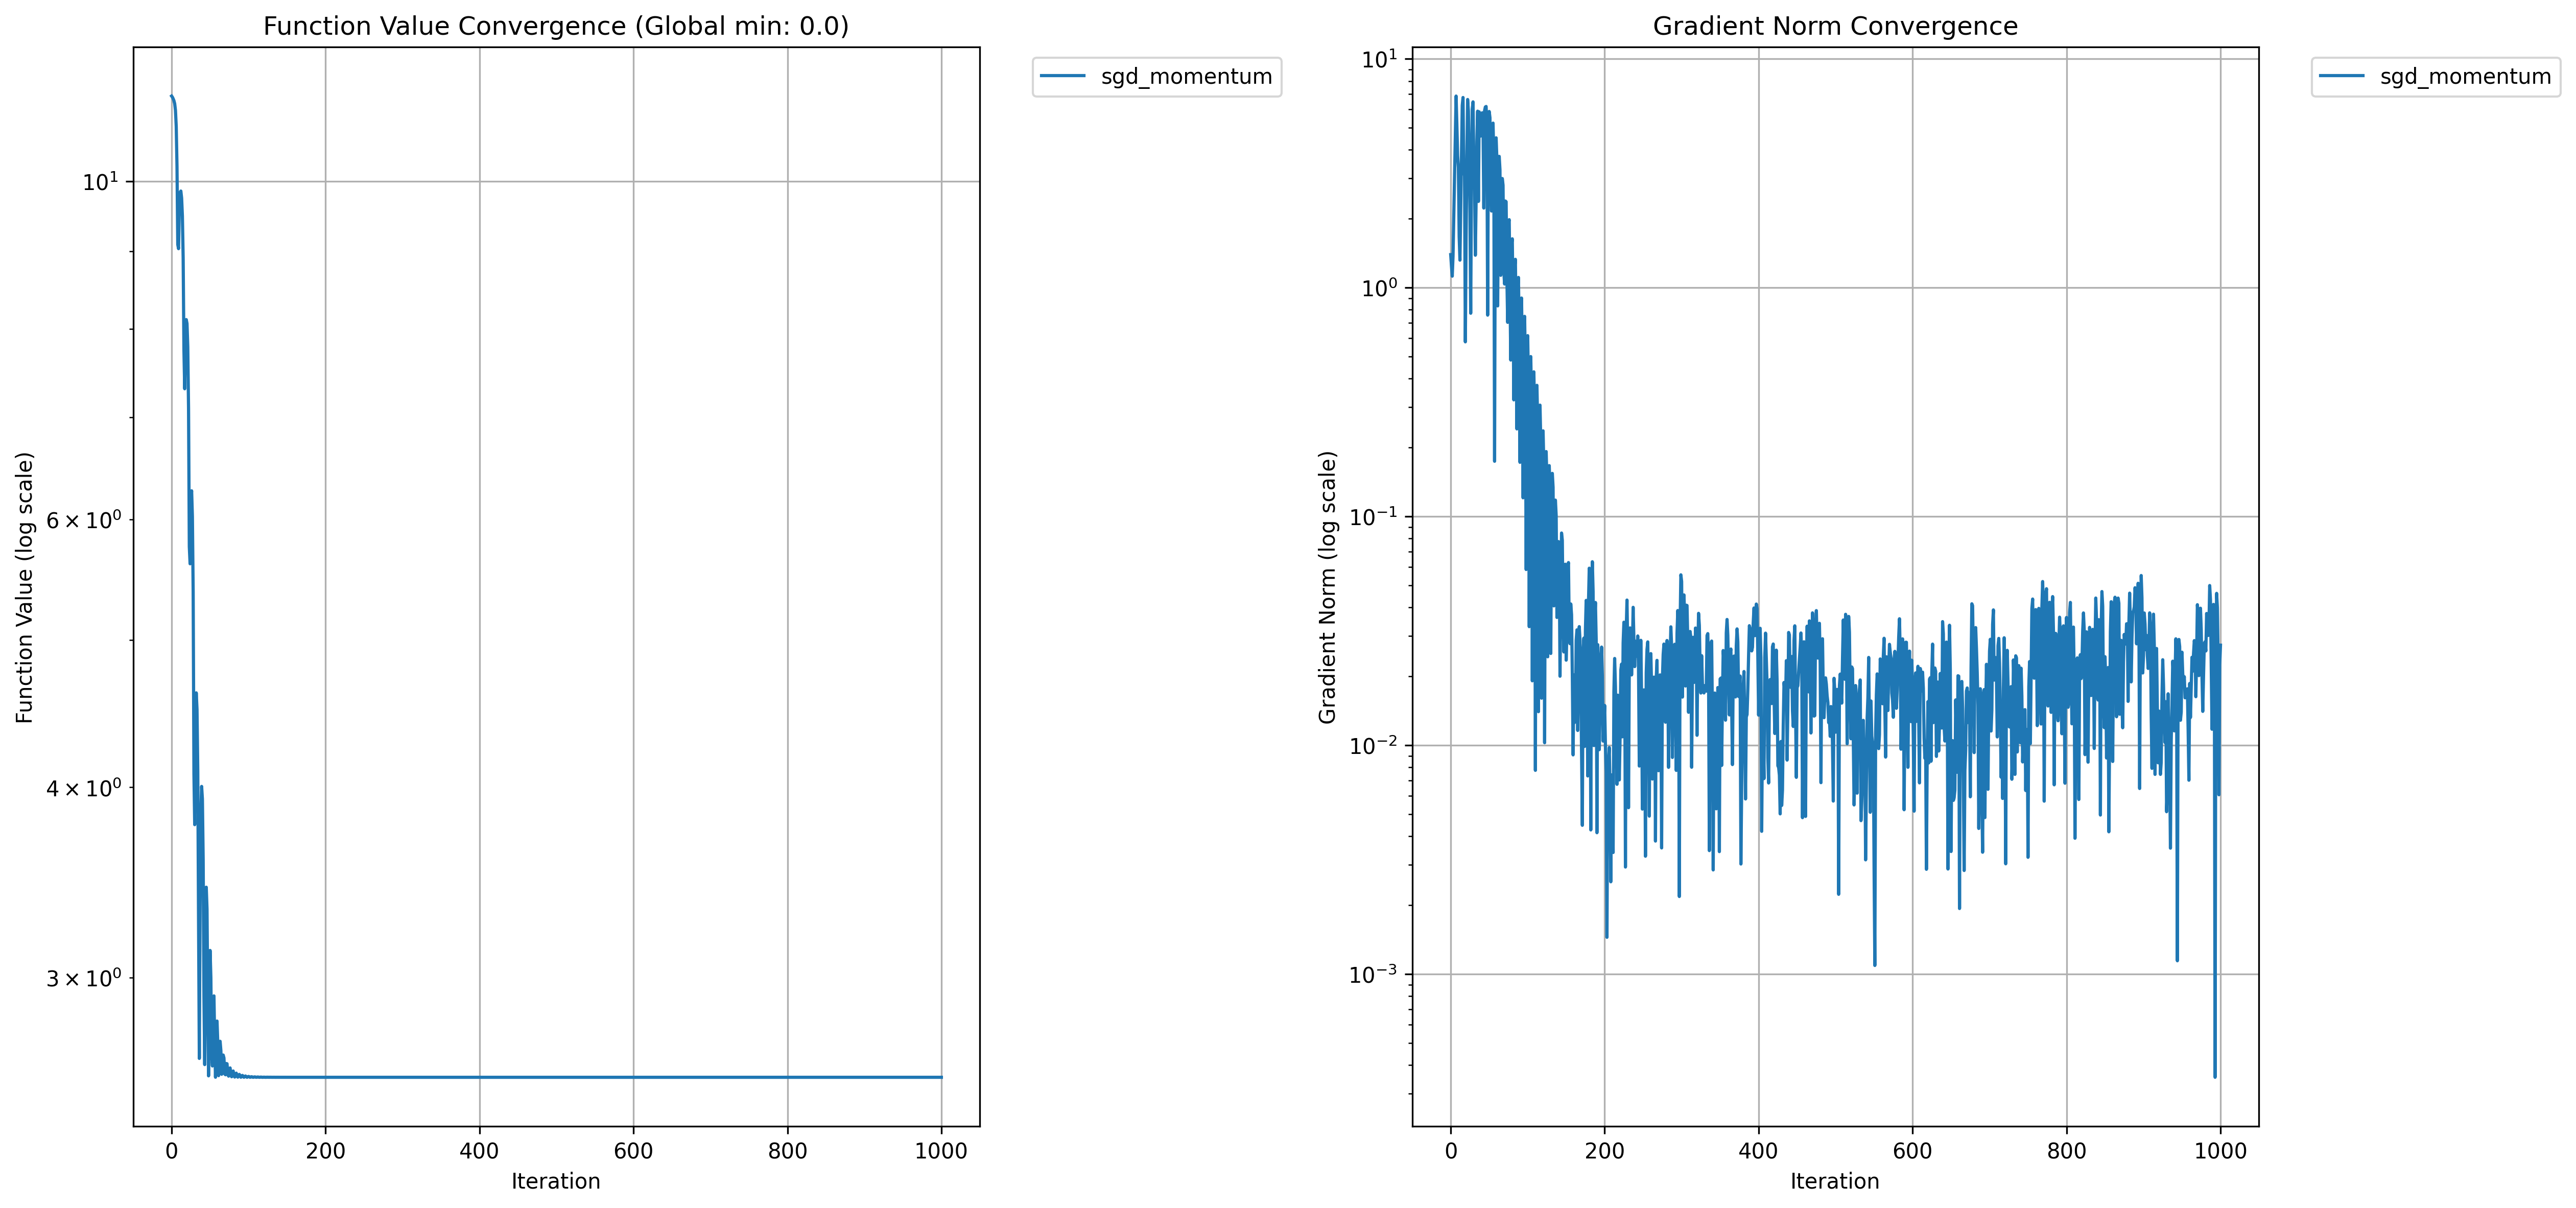 Function Value Convergence (Global min: 0.0)
sgd_momentum
Function Value (log scale)
10¹
6 × 10⁰
4 × 10⁰
3 × 10⁰
0 200 400 600 800 1000
Iteration
Gradient Norm Convergence
sgd_momentum
Gradient Norm (log scale)
10¹
10⁰
10⁻¹
10⁻²
10⁻³
0 200 400 600 800 1000
Iteration